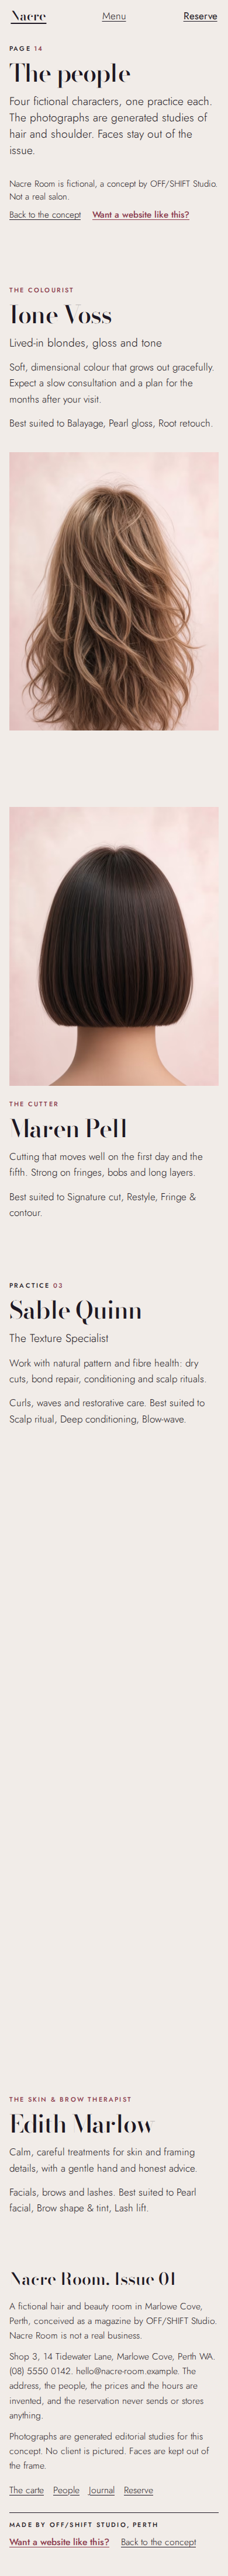 Nacre
Menu
Reserve
PAGE 14
The people
Four fictional characters, one practice each.
The photographs are generated studies of
hair and shoulder. Faces stay out of the
issue.
Nacre Room is fictional, a concept by OFF/SHIFT Studio.
Not a real salon.
Back to the concept Want a website like this?
THE COLOURIST
Ione Voss
Lived-in blondes, gloss and tone
Soft, dimensional colour that grows out gracefully.
Expect a slow consultation and a plan for the
months after your visit.
Best suited to Balayage, Pearl gloss, Root retouch.
THE CUTTER
Maren Pell
Cutting that moves well on the first day and the
fifth. Strong on fringes, bobs and long layers.
Best suited to Signature cut, Restyle, Fringe &
contour.
PRACTICE 03
Sable Quinn
The Texture Specialist
Work with natural pattern and fibre health: dry
cuts, bond repair, conditioning and scalp rituals.
Curls, waves and restorative care. Best suited to
Scalp ritual, Deep conditioning, Blow-wave.
THE SKIN & BROW THERAPIST
Edith Marlow
Calm, careful treatments for skin and framing
details, with a gentle hand and honest advice.
Facials, brows and lashes. Best suited to Pearl
facial, Brow shape & tint, Lash lift.
Nacre Room, Issue 01
A fictional hair and beauty room in Marlowe Cove,
Perth, conceived as a magazine by OFF/SHIFT Studio.
Nacre Room is not a real business.
Shop 3, 14 Tidewater Lane, Marlowe Cove, Perth WA.
(08) 5550 0142. hello@nacre-room.example. The
address, the people, the prices and the hours are
invented, and the reservation never sends or stores
anything.
Photographs are generated editorial studies for this
concept. No client is pictured. Faces are kept out of
the frame.
The carte People Journal Reserve
MADE BY OFF/SHIFT STUDIO, PERTH
Want a website like this? Back to the concept